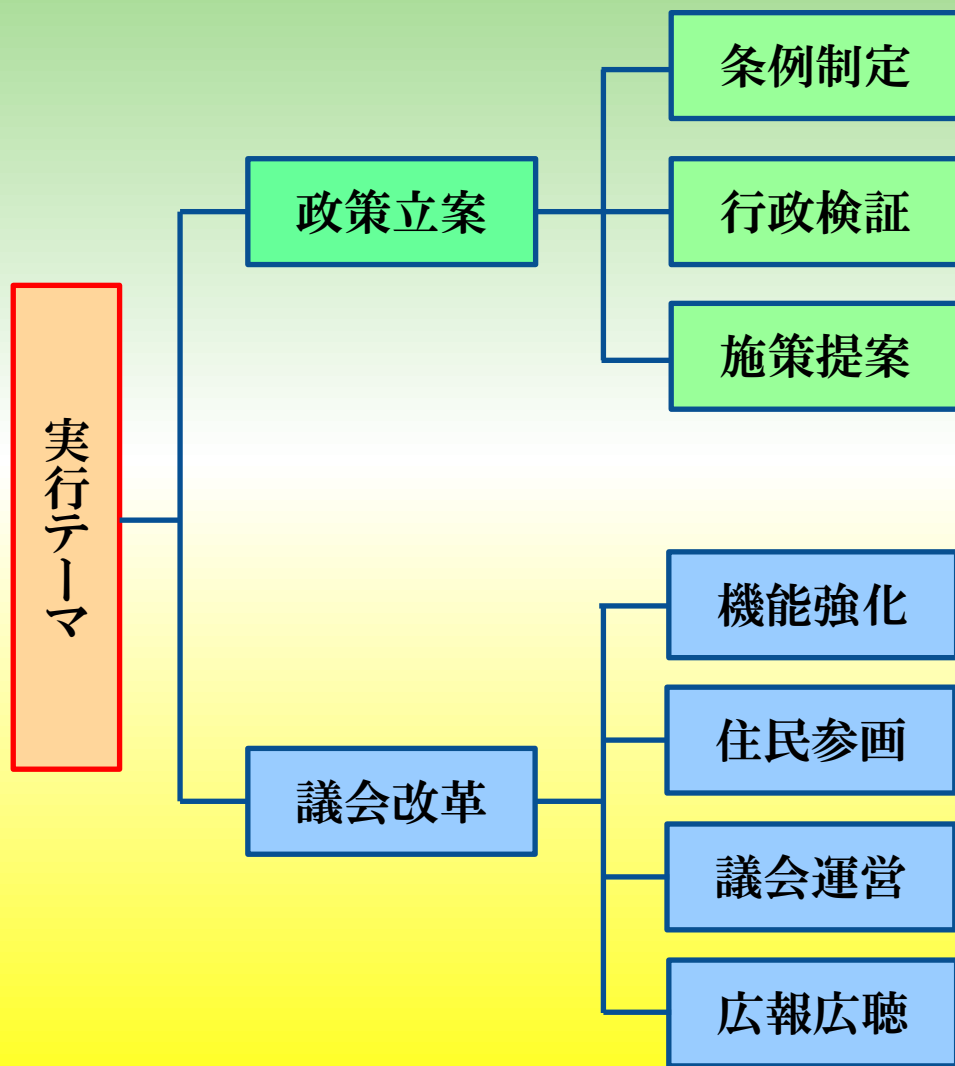 実行テーマ
政策立案
条例制定
行政検証
施策提案
議会改革
機能強化
住民参画
議会運営
広報広聴